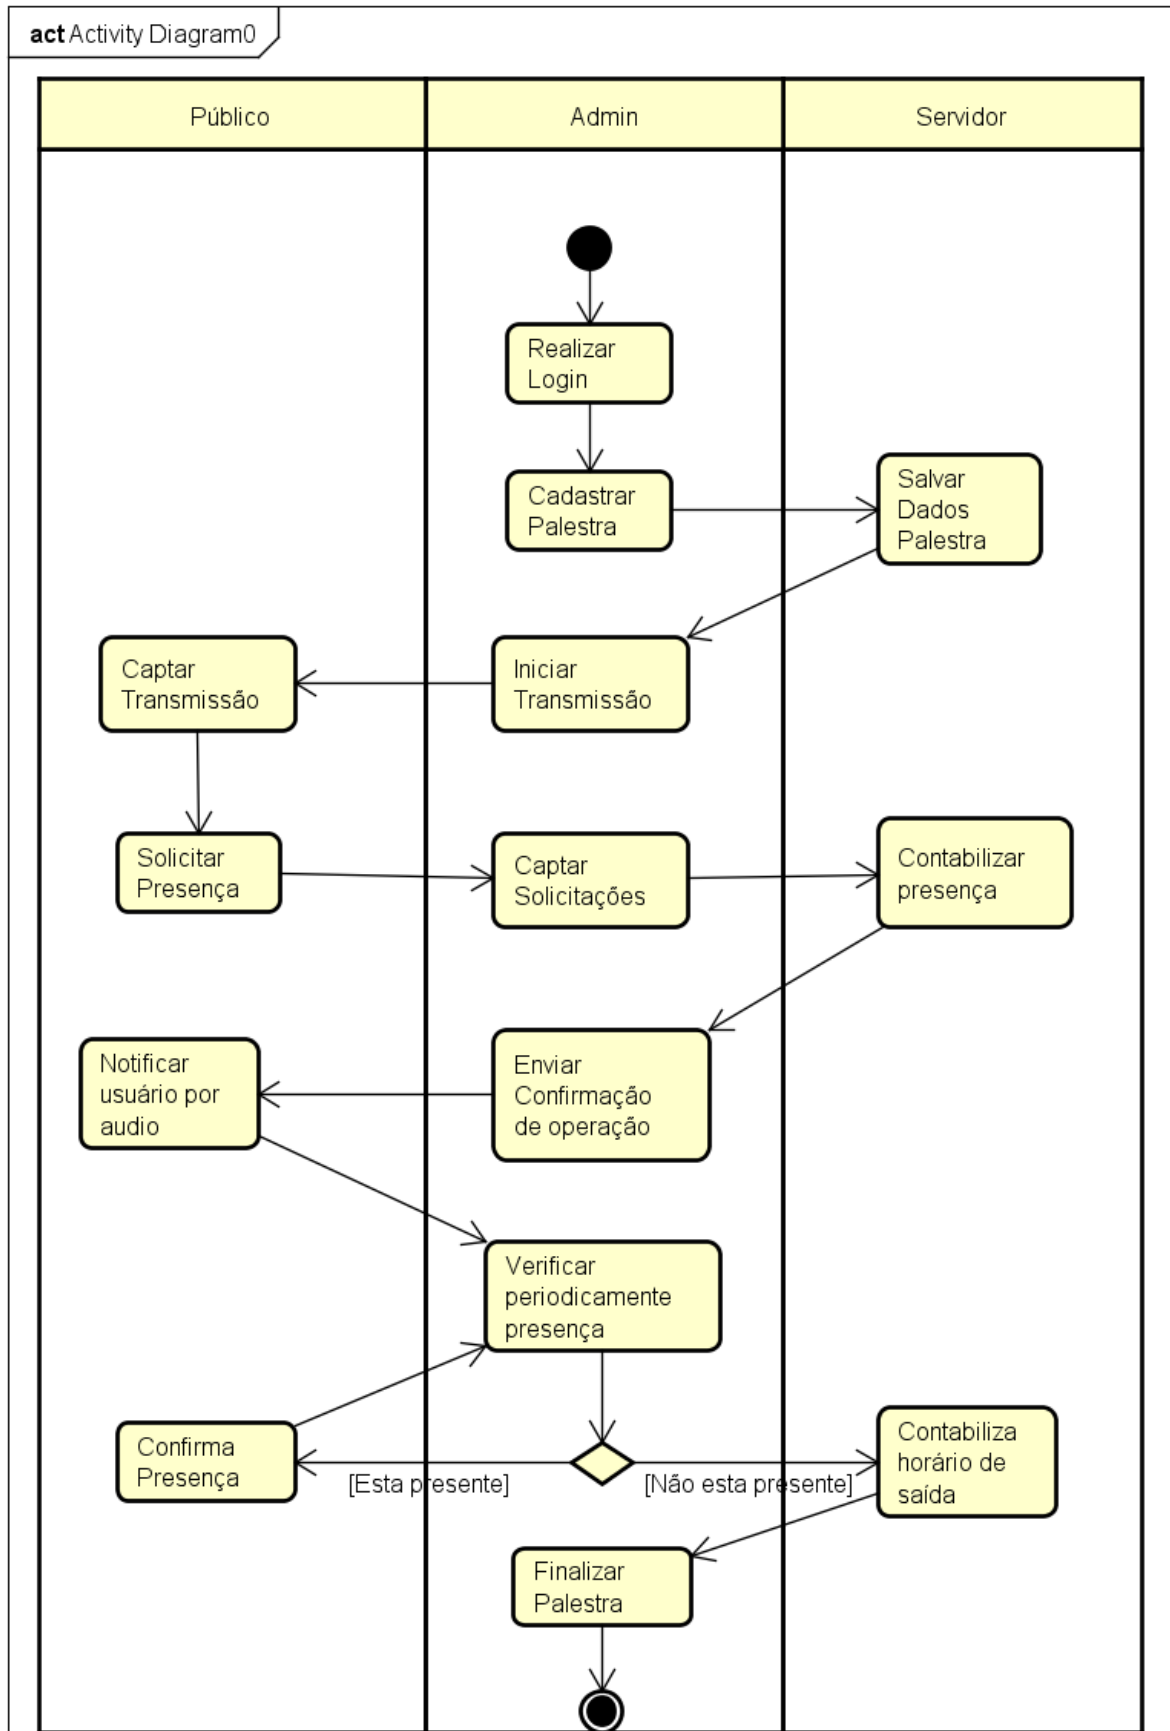 act Activity Diagram0
Público
Admin
Servidor
Realizar
Login
Cadastrar
Palestra
Salvar
Dados
Palestra
Captar
Transmissão
Iniciar
Transmissão
Solicitar
Presença
Captar
Solicitações
Contabilizar
presença
Notificar
usuário por
audio
Enviar
Confirmação
de operação
Verificar
periodicamente
presença
Confirma
Presença
[Esta presente]
[Não esta presente]
Contabiliza
horário de
saída
Finalizar
Palestra